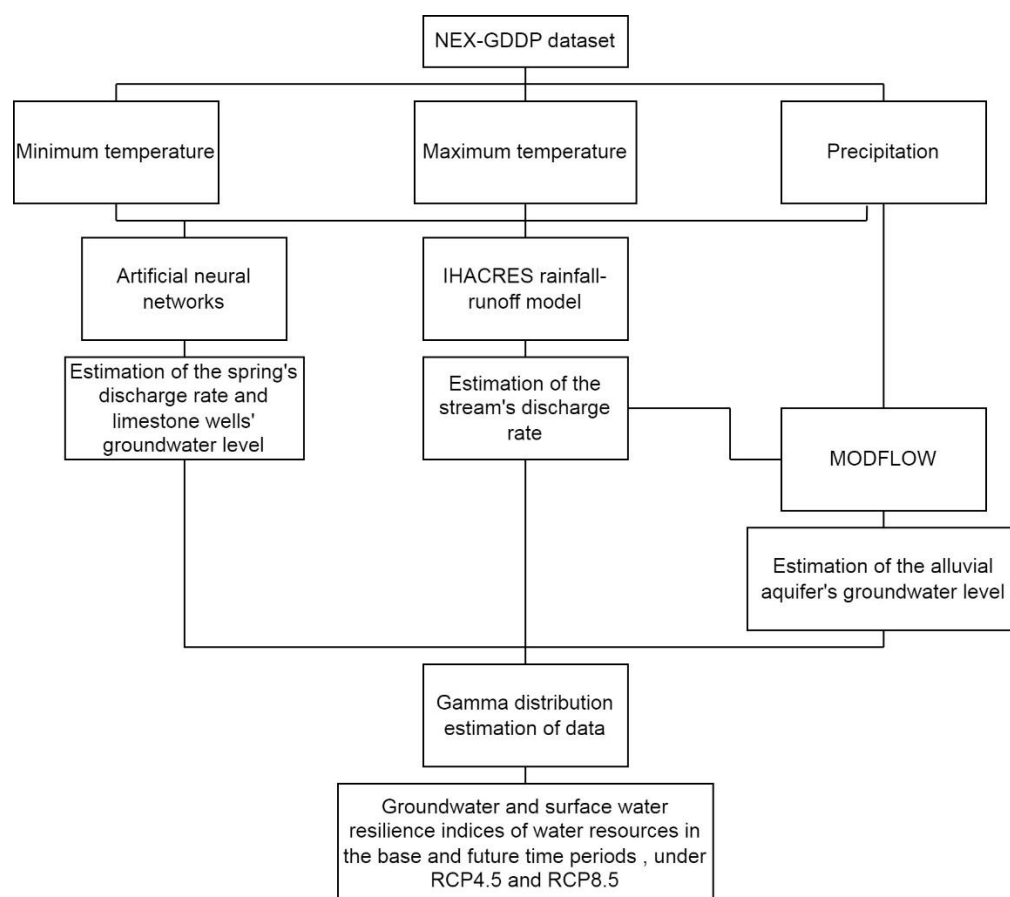 NEX-GDDP dataset
Minimum temperature
Maximum temperature
Precipitation
Artificial neural
networks
IHACRES rainfall-
runoff model
Estimation of the spring's
discharge rate and
limestone wells'
groundwater level
Estimation of the
stream's discharge
rate
MODFLOW
Estimation of the alluvial
aquifer's groundwater level
Gamma distribution
estimation of data
Groundwater and surface water
resilience indices of water resources in
the base and future time periods , under
RCP4.5 and RCP8.5